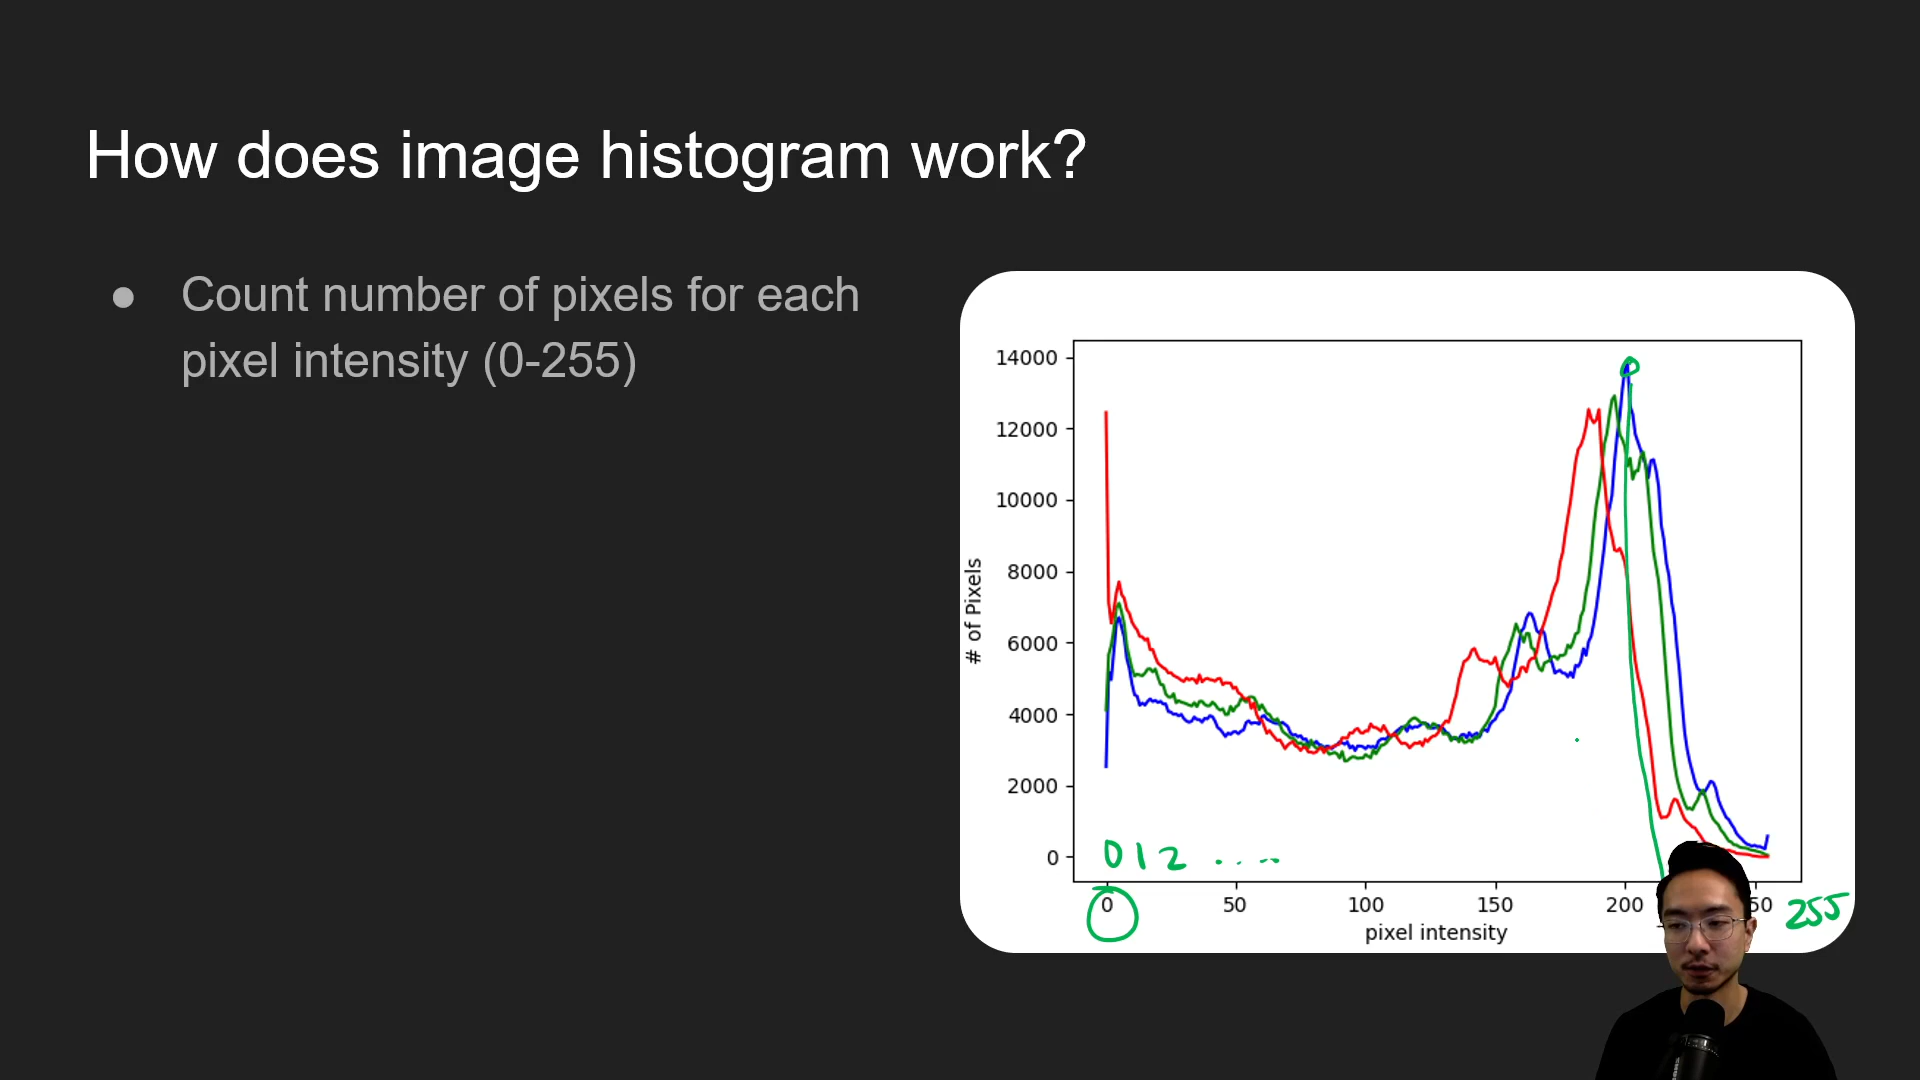 How does image histogram work?
● Count number of pixels for each
pixel intensity (0-255)
14000
12000
10000
8000
6000
4000
2000
0
# of Pixels
0 1 2 . . . .
0 50 100 150 200 50
255
pixel intensity